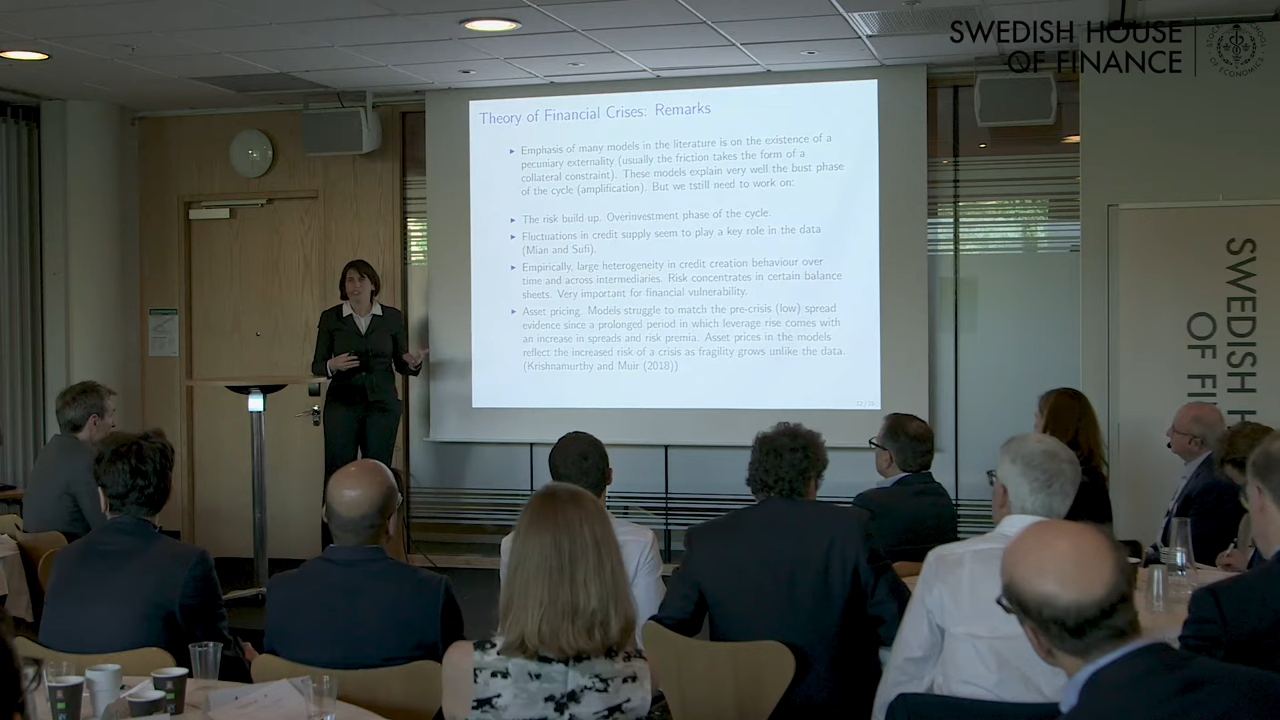 SWEDISH HOUSE
OF FINANCE
OF ECONOMICS
Theory of Financial Crises: Remarks
▸ Emphasis of many models in the literature is on the existence of a
pecuniary externality (usually the friction takes the form of a
collateral constraint). These models explain very well the bust phase
of the cycle (amplification). But we tstill need to work on:
▸ The risk build up. Overinvestment phase of the cycle.
▸ Fluctuations in credit supply seem to play a key role in the data
(Mian and Sufi).
▸ Empirically, large heterogeneity in credit creation behaviour over
time and across intermediaries. Risk concentrates in certain balance
sheets. Very important for financial vulnerability.
▸ Asset pricing. Models struggle to match the pre-crisis (low) spread
evidence since a prolonged period in which leverage rise comes with
an increase in spreads and risk premia. Asset prices in the models
reflect the increased risk of a crisis as fragility grows unlike the data.
(Krishnamurthy and Muir (2018))
SWEDISH H
OF FI